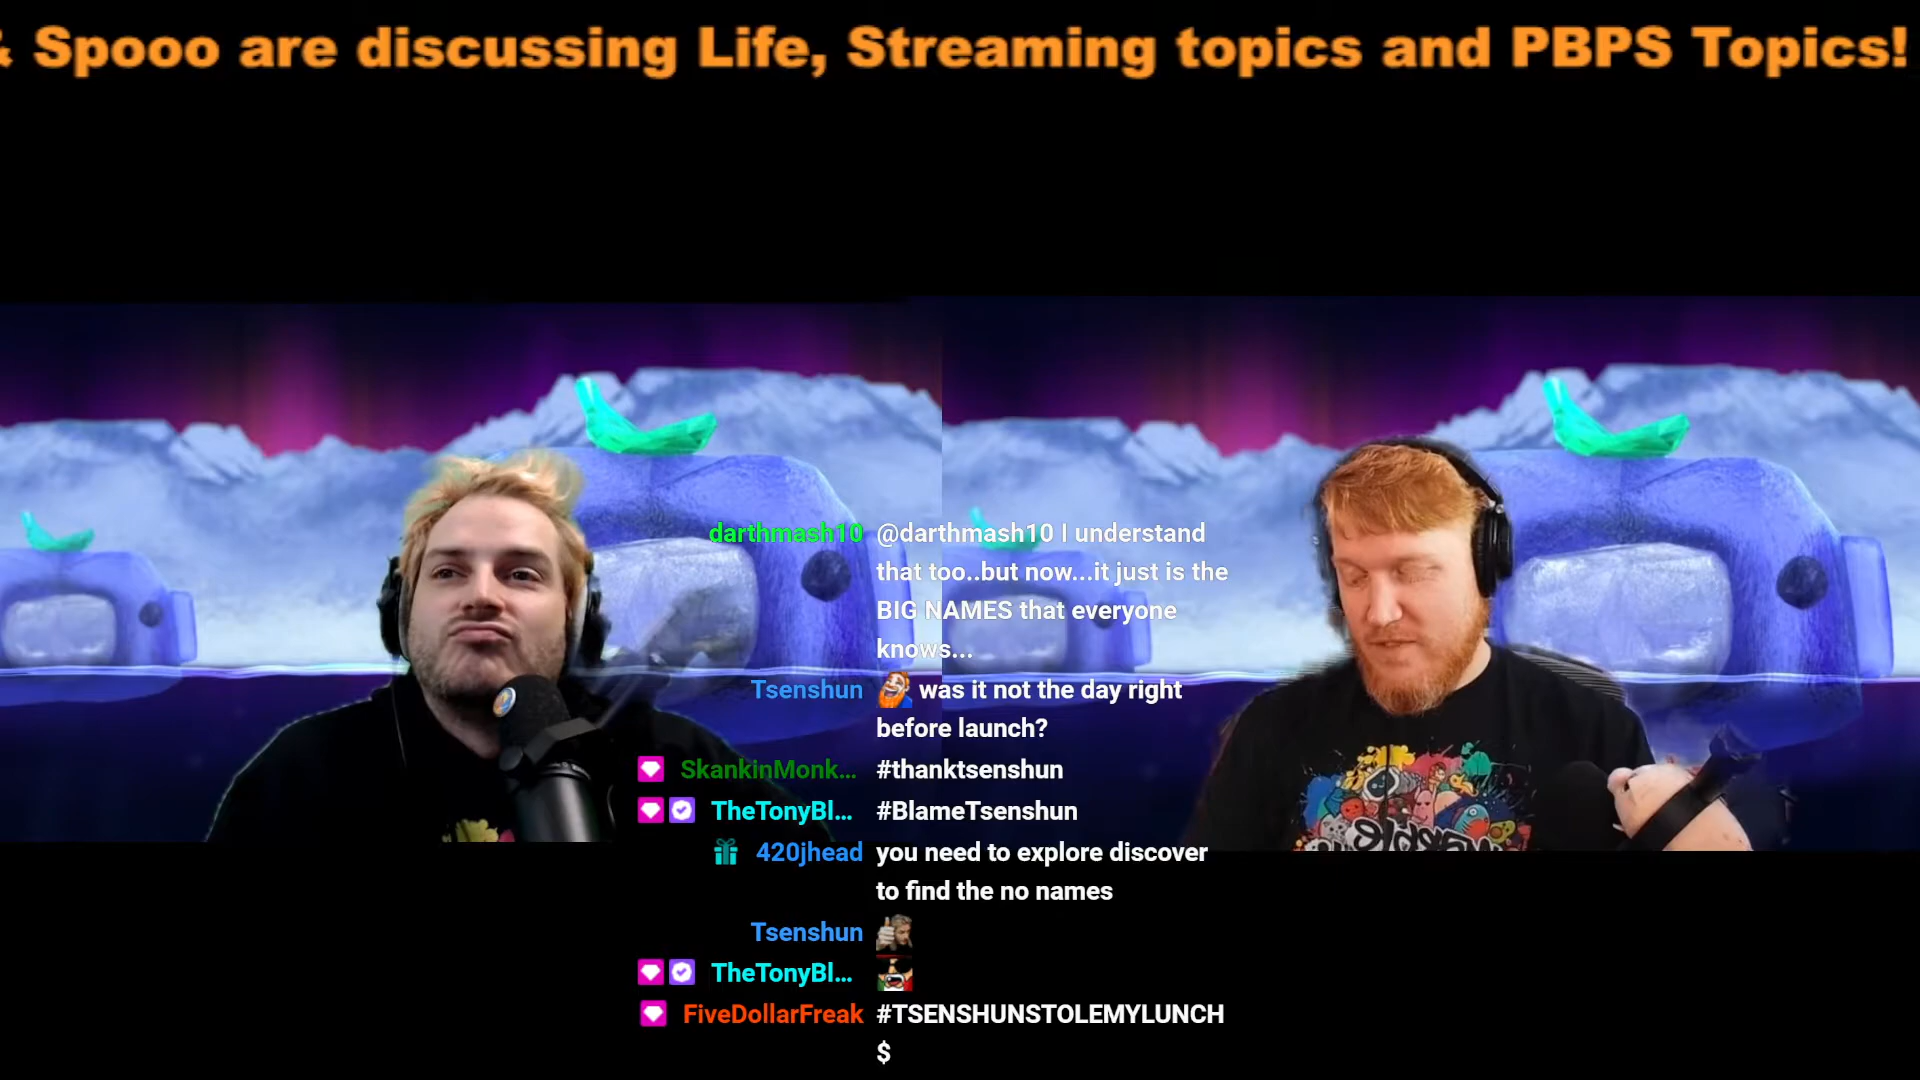 & Spooo are discussing Life, Streaming topics and PBPS Topics!
darthmash10 @darthmash10 I understand
that too..but now...it just is the
BIG NAMES that everyone
knows...
Tsenshun was it not the day right
before launch?
SkankinMonk... #thanktsenshun
TheTonyBl... #BlameTsenshun
420jhead you need to explore discover
to find the no names
Tsenshun
TheTonyBl...
FiveDollarFreak #TSENSHUNSTOLEMYLUNCH
$